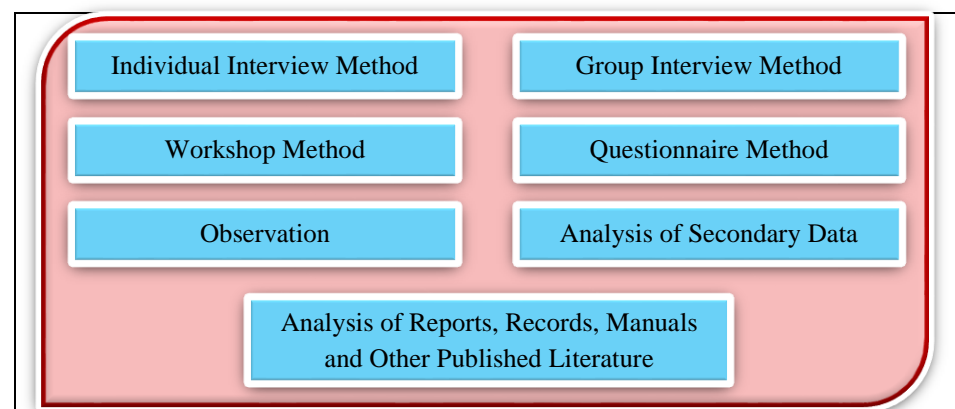 Individual Interview Method
Group Interview Method
Workshop Method
Questionnaire Method
Observation
Analysis of Secondary Data
Analysis of Reports, Records, Manuals
and Other Published Literature